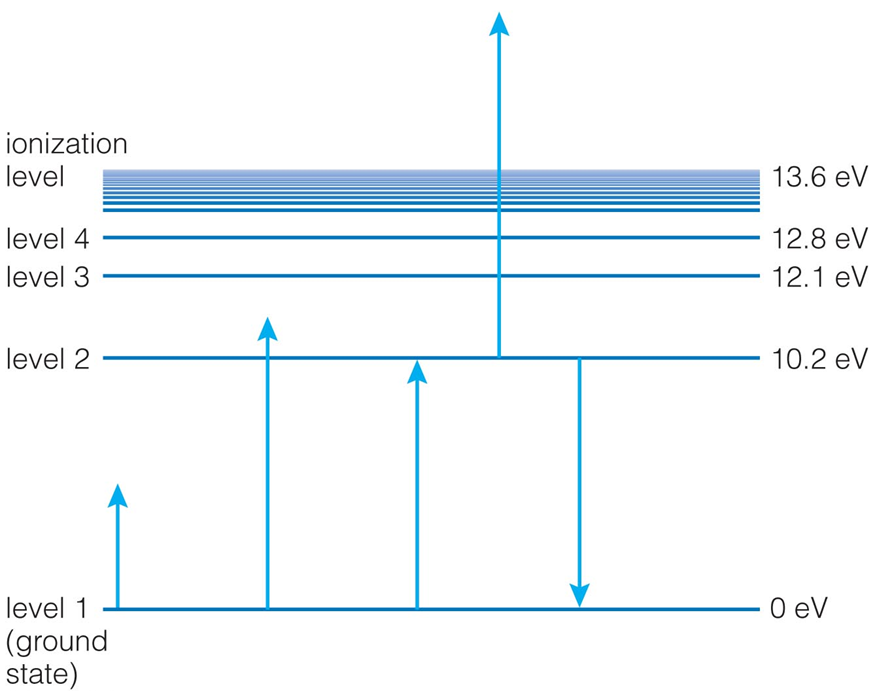 ionization
level 13.6 eV
level 4 12.8 eV
level 3 12.1 eV
level 2 10.2 eV
level 1 0 eV
(ground
state)